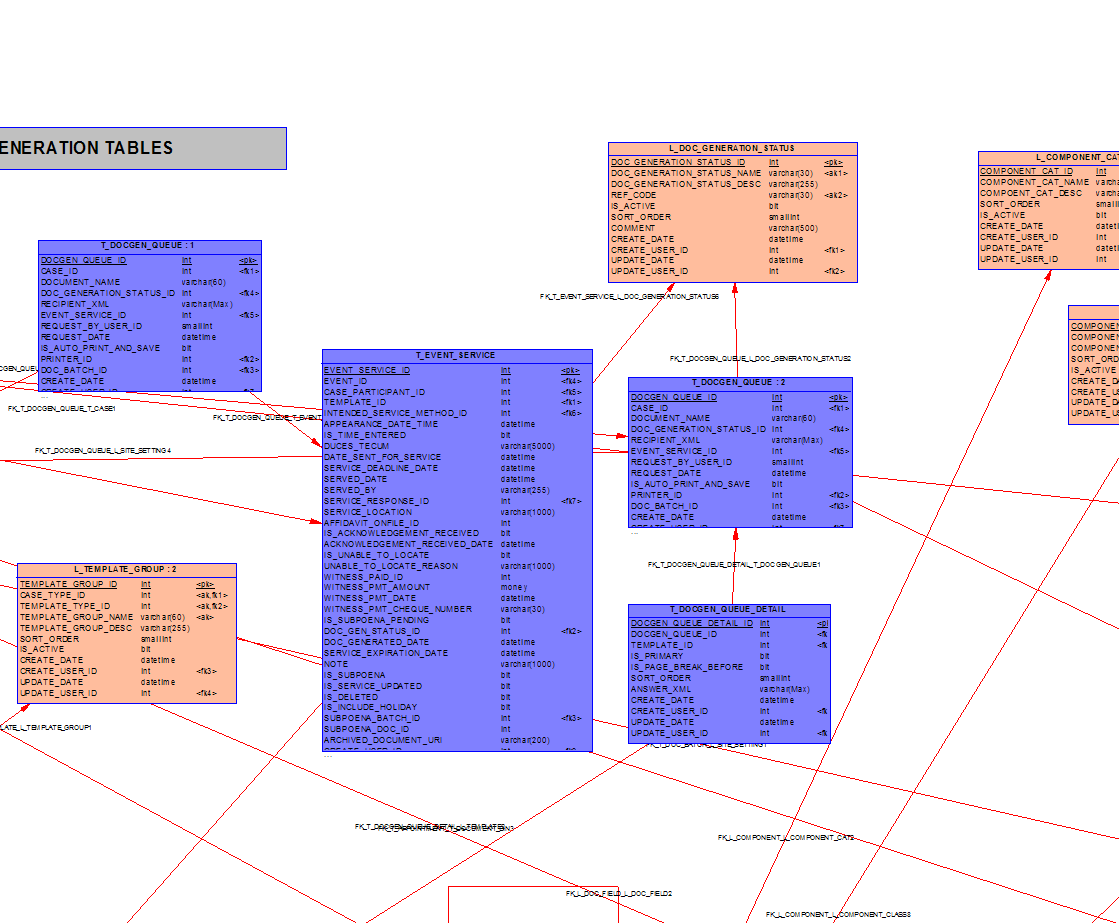 ENERATION TABLES
L_DOC_GENERATION_STATUS
DOC_GENERATION_STATUS_ID int <pk>
DOC_GENERATION_STATUS_NAME varchar(30) <ak1>
DOC_GENERATION_STATUS_DESC varchar(255)
REF_CODE varchar(30) <ak2>
IS_ACTIVE bit
SORT_ORDER smallint
COMMENT varchar(500)
CREATE_DATE datetime
CREATE_USER_ID int <fk1>
UPDATE_DATE datetime
UPDATE_USER_ID int <fk2>
L_COMPONENT_CAT
COMPONENT_CAT_ID int
COMPONENT_CAT_NAME varcha
COMPOENT_CAT_DESC varcha
SORT_ORDER smalli
IS_ACTIVE bit
CREATE_DATE dateti
CREATE_USER_ID int
UPDATE_DATE dateti
UPDATE_USER_ID int
T_DOCGEN_QUEUE : 1
DOCGEN_QUEUE_ID int <pk>
CASE_ID int <fk1>
DOCUMENT_NAME varchar(60)
DOC_GENERATION_STATUS_ID int <fk4>
RECIPIENT_XML varchar(Max)
EVENT_SERVICE_ID int <fk5>
REQUEST_BY_USER_ID smallint
REQUEST_DATE datetime
IS_AUTO_PRINT_AND_SAVE bit
PRINTER_ID int <fk2>
DOC_BATCH_ID int <fk3>
CREATE_DATE datetime
...
FK_T_EVENT_SERVICE_L_DOC_GENERATION_STATUS6
COMPONEN
COMPONE
COMPONE
SORT_ORD
IS_ACTIVE
CREATE_DA
CREATE_US
UPDATE_DA
UPDATE_US
T_EVENT_SERVICE
EVENT_SERVICE_ID int <pk>
EVENT_ID int <fk4>
CASE_PARTICIPANT_ID int <fk5>
TEMPLATE_ID int <fk1>
INTENDED_SERVICE_METHOD_ID int <fk6>
APPEARANCE_DATE_TIME datetime
IS_TIME_ENTERED bit
DUCES_TECUM varchar(5000)
DATE_SENT_FOR_SERVICE datetime
SERVICE_DEADLINE_DATE datetime
SERVED_DATE datetime
SERVED_BY varchar(255)
SERVICE_RESPONSE_ID int <fk7>
SERVICE_LOCATION varchar(1000)
AFFIDAVIT_ONFILE_ID int
IS_ACKNOWLEDGEMENT_RECEIVED bit
ACKNOWLEDGEMENT_RECEIVED_DATE datetime
IS_UNABLE_TO_LOCATE bit
UNABLE_TO_LOCATE_REASON varchar(1000)
WITNESS_PAID_ID int
WITNESS_PMT_AMOUNT money
WITNESS_PMT_DATE datetime
WITNESS_PMT_CHEQUE_NUMBER varchar(30)
IS_SUBPOENA_PENDING bit
DOC_GEN_STATUS_ID int <fk2>
DOC_GENERATED_DATE datetime
SERVICE_EXPIRATION_DATE datetime
NOTE varchar(1000)
IS_SUBPOENA bit
IS_SERVICE_UPDATED bit
IS_DELETED bit
IS_INCLUDE_HOLIDAY bit
SUBPOENA_BATCH_ID int <fk3>
SUBPOENA_DOC_ID int
ARCHIVED_DOCUMENT_URI varchar(200)
...
FK_T_DOCGEN_QUEUE_L_DOC_GENERATION_STATUS2
T_DOCGEN_QUEUE : 2
DOCGEN_QUEUE_ID int <pk>
CASE_ID int <fk1>
DOCUMENT_NAME varchar(60)
DOC_GENERATION_STATUS_ID int <fk4>
RECIPIENT_XML varchar(Max)
EVENT_SERVICE_ID int <fk5>
REQUEST_BY_USER_ID smallint
REQUEST_DATE datetime
IS_AUTO_PRINT_AND_SAVE bit
PRINTER_ID int <fk2>
DOC_BATCH_ID int <fk3>
CREATE_DATE datetime
...
FK_T_DOCGEN_QUEUE_T_CASE1
FK_T_DOCGEN_QUEUE_T_EVENT
FK_T_DOCGEN_QUEUE_L_SITE_SETTING4
L_TEMPLATE_GROUP : 2
TEMPLATE_GROUP_ID int <pk>
CASE_TYPE_ID int <ak,fk1>
TEMPLATE_TYPE_ID int <ak,fk2>
TEMPLATE_GROUP_NAME varchar(60) <ak>
TEMPLATE_GROUP_DESC varchar(255)
SORT_ORDER smallint
IS_ACTIVE bit
CREATE_DATE datetime
CREATE_USER_ID int <fk3>
UPDATE_DATE datetime
UPDATE_USER_ID int <fk4>
LATE_L_TEMPLATE_GROUP1
FK_T_DOCGEN_QUEUE_DETAIL_T_DOCGEN_QUEUE1
T_DOCGEN_QUEUE_DETAIL
DOCGEN_QUEUE_DETAIL_ID int <pl
DOCGEN_QUEUE_ID int <fk
TEMPLATE_ID int <fk
IS_PRIMARY bit
IS_PAGE_BREAK_BEFORE bit
SORT_ORDER smallint
ANSWER_XML varchar(Max)
CREATE_DATE datetime
CREATE_USER_ID int <fk
UPDATE_DATE datetime
UPDATE_USER_ID int <fk
FK_T_DOC_BATCH_L_SITE_SETTING1
FK_L_COMPONENT_L_COMPONENT_CAT2
FK_L_DOC_FIELD_L_DOC_FIELD2
FK_L_COMPONENT_L_COMPONENT_CLASS3